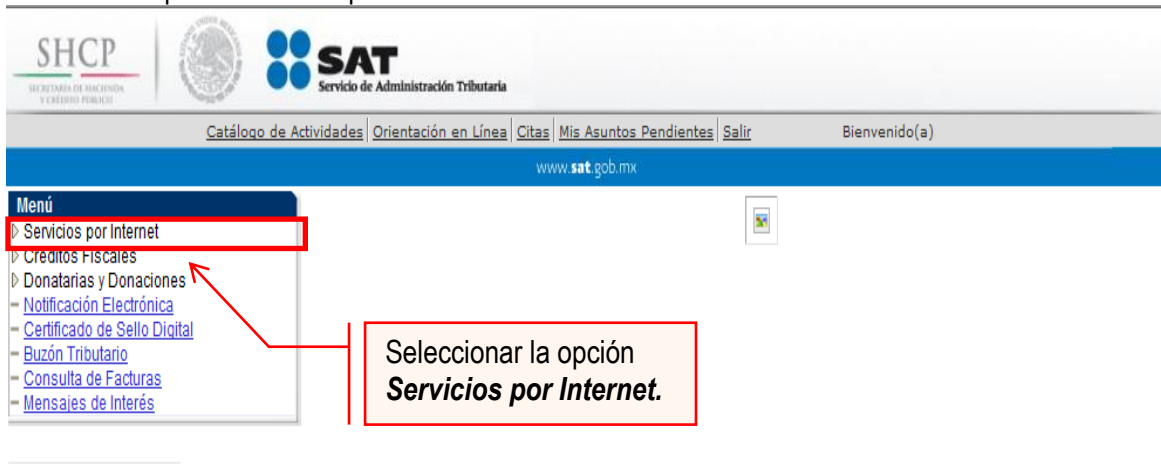 SHCP
SECRETARÍA DE HACIENDA
Y CRÉDITO PÚBLICO
SAT
Servicio de Administración Tributaria
Catálogo de Actividades | Orientación en Línea | Citas | Mis Asuntos Pendientes | Salir Bienvenido(a)
www.sat.gob.mx
Menú
Servicios por Internet
Créditos Fiscales
Donatarias y Donaciones
Notificación Electrónica
Certificado de Sello Digital
Buzón Tributario
Consulta de Facturas
Mensajes de Interés
Seleccionar la opción
Servicios por Internet.